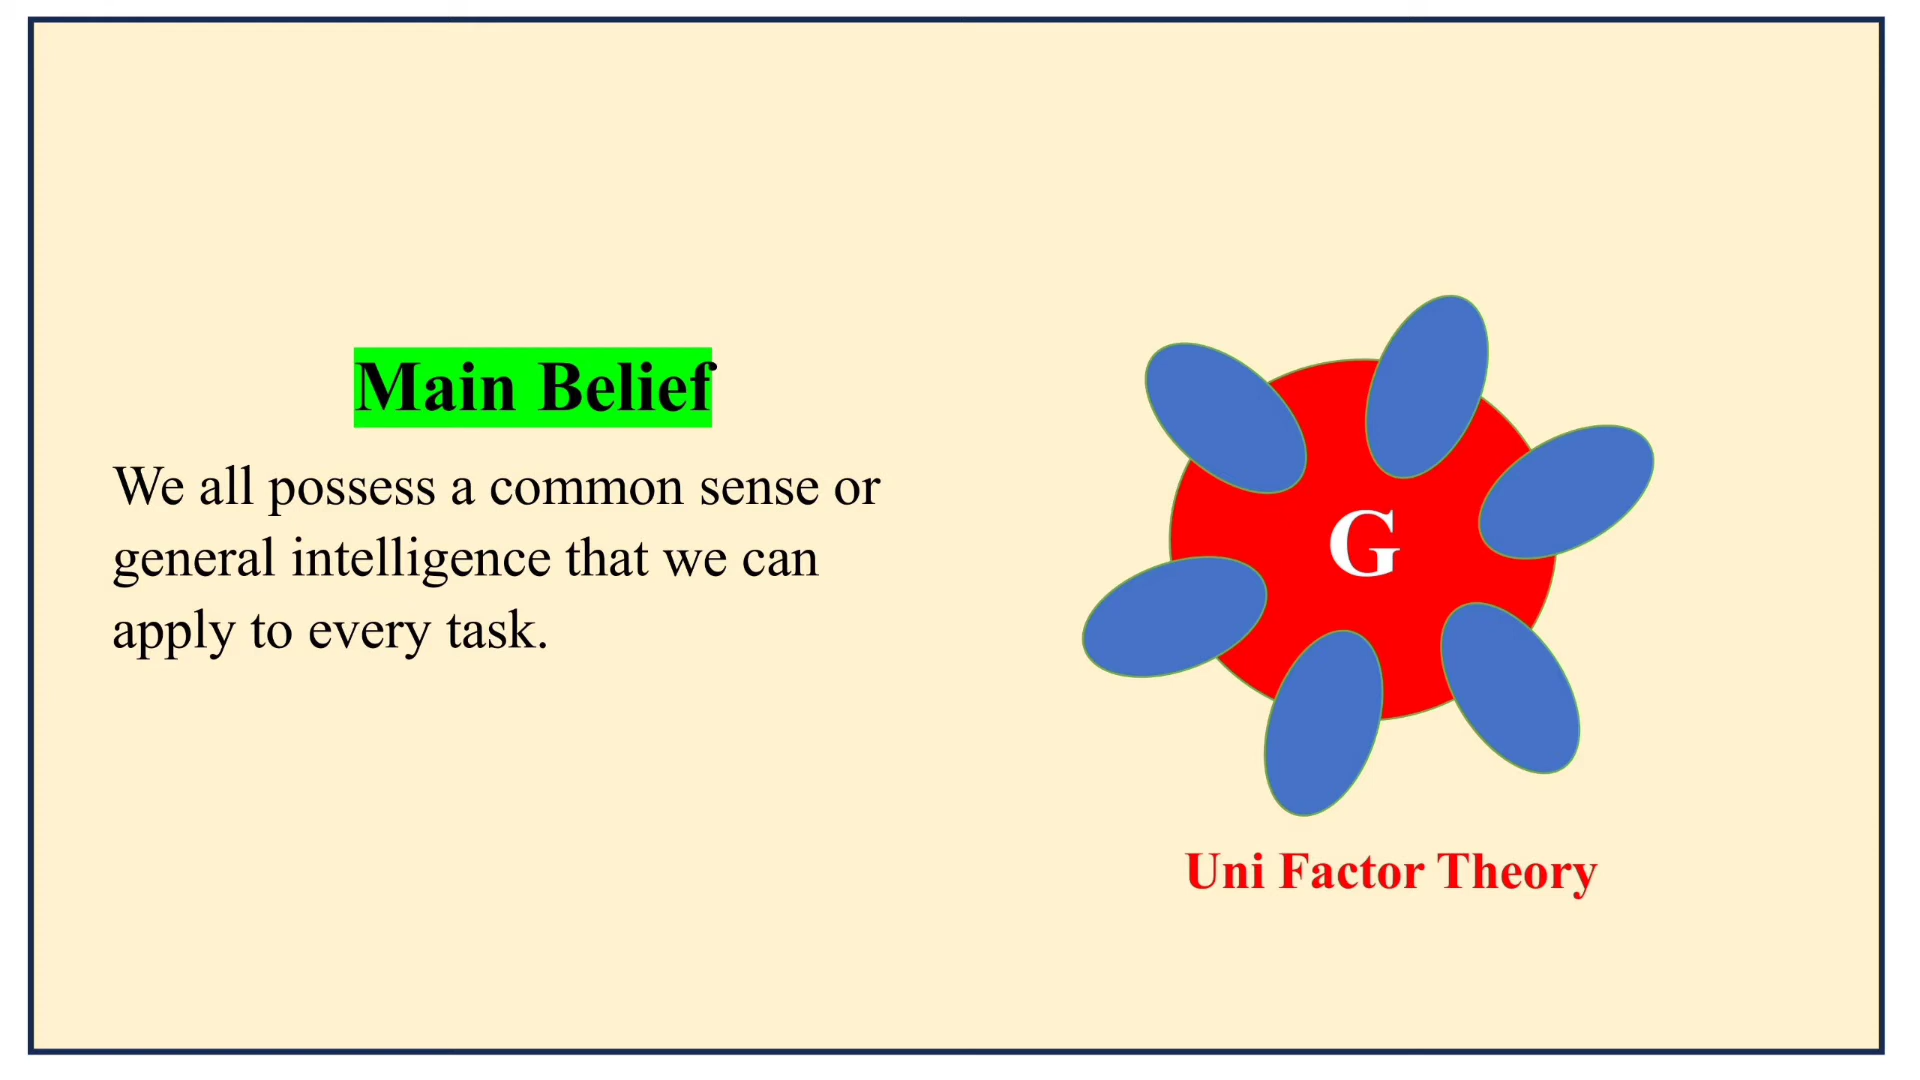 Main Belief
We all possess a common sense or
general intelligence that we can
apply to every task.
G
Uni Factor Theory